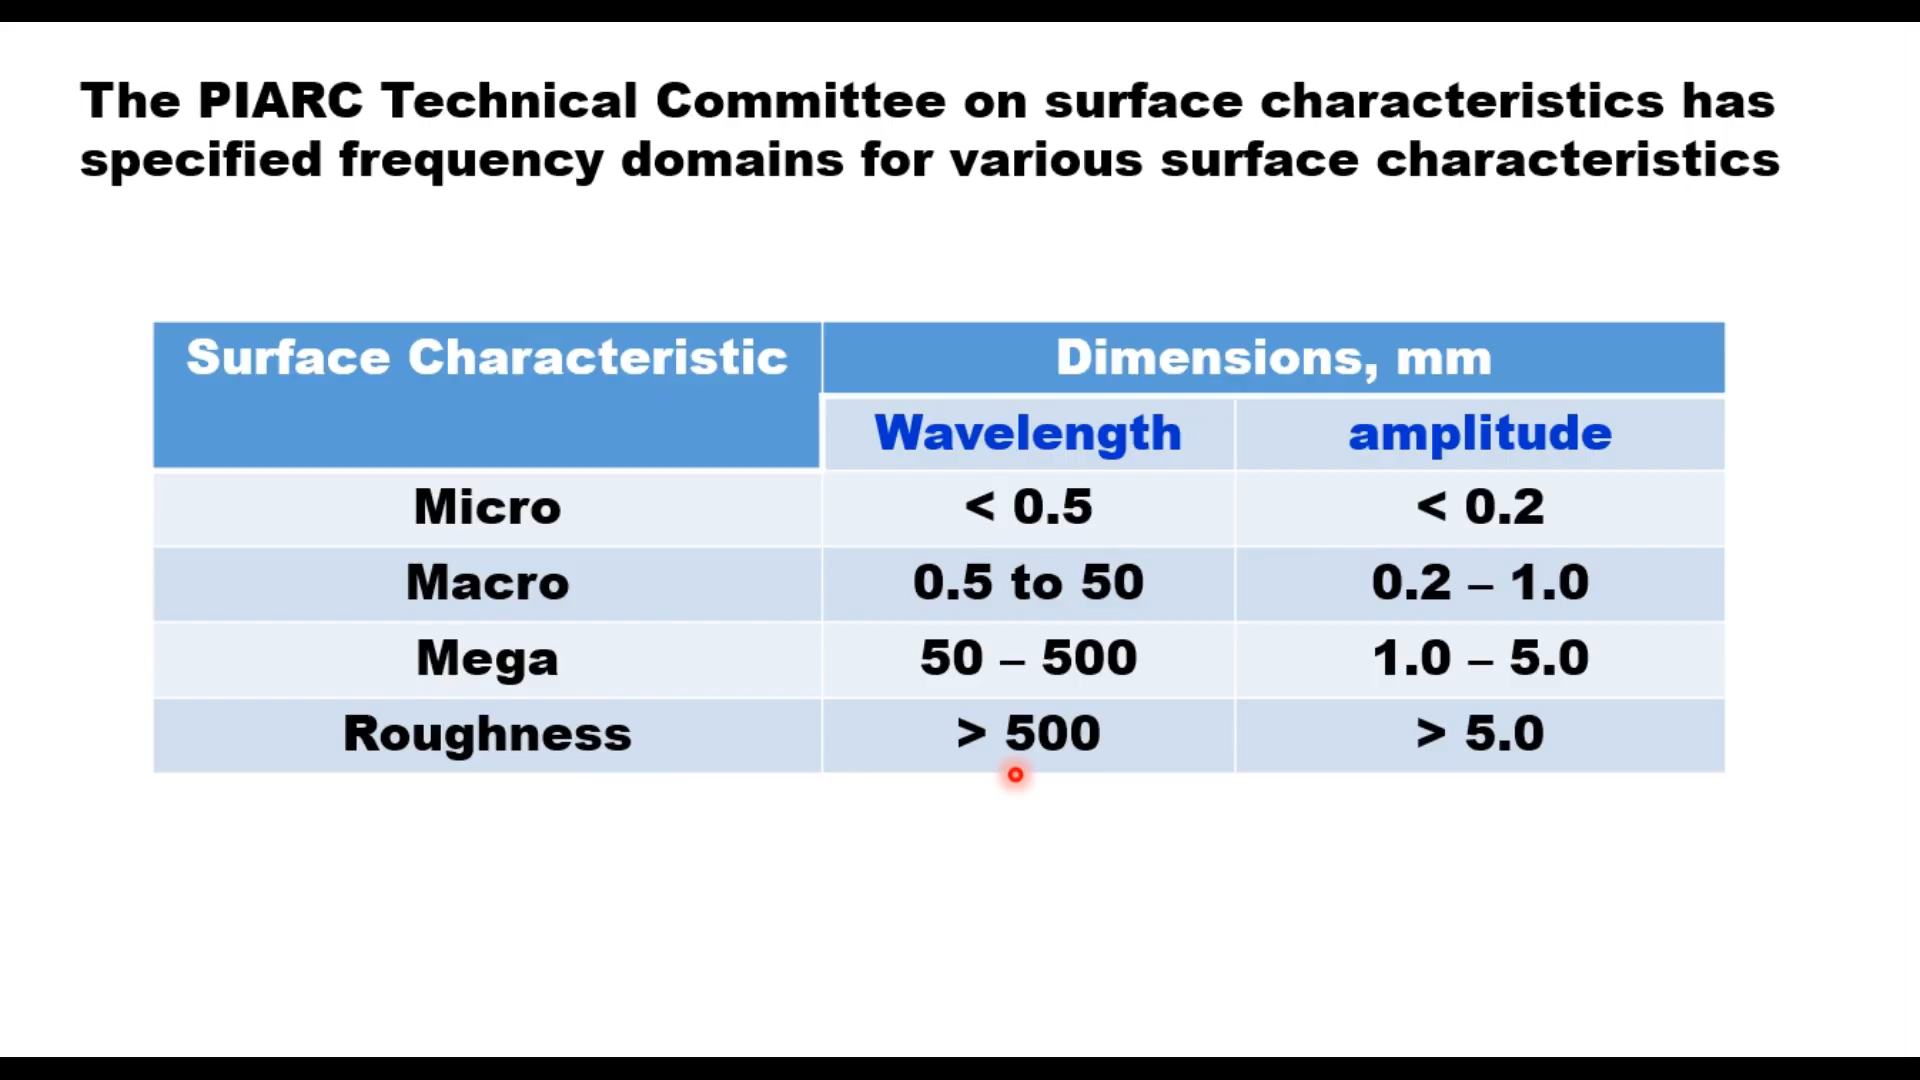 The PIARC Technical Committee on surface characteristics has
specified frequency domains for various surface characteristics
Surface Characteristic Dimensions, mm
Wavelength amplitude
Micro < 0.5 < 0.2
Macro 0.5 to 50 0.2 – 1.0
Mega 50 – 500 1.0 – 5.0
Roughness > 500 > 5.0